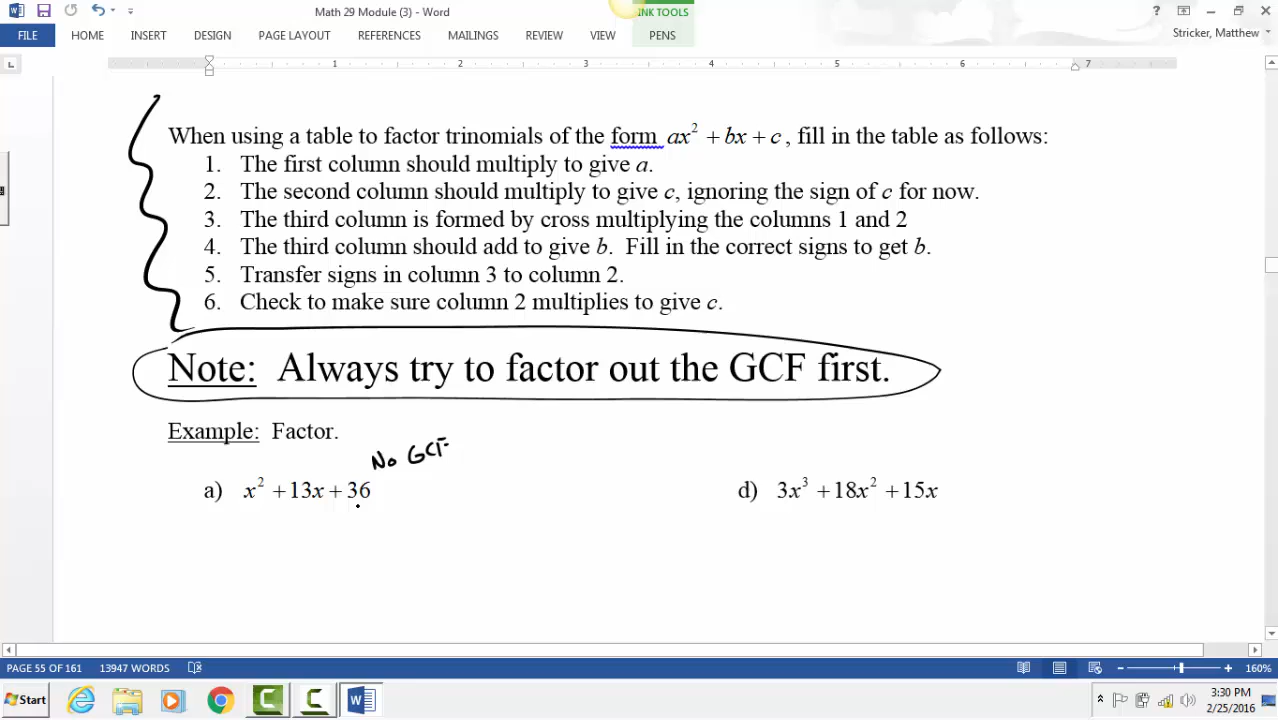 Math 29 Module (3) - Word
INK TOOLS
FILE HOME INSERT DESIGN PAGE LAYOUT REFERENCES MAILINGS REVIEW VIEW PENS
Stricker, Matthew
1 2 3 4 5 6 7
When using a table to factor trinomials of the form ax² + bx + c, fill in the table as follows:
1. The first column should multiply to give a.
2. The second column should multiply to give c, ignoring the sign of c for now.
3. The third column is formed by cross multiplying the columns 1 and 2
4. The third column should add to give b. Fill in the correct signs to get b.
5. Transfer signs in column 3 to column 2.
6. Check to make sure column 2 multiplies to give c.
Note: Always try to factor out the GCF first.
Example: Factor.
No GCF
a) x² + 13x + 36
d) 3x³ + 18x² + 15x
PAGE 55 OF 161 13947 WORDS 160%
Start
3:30 PM
2/25/2016